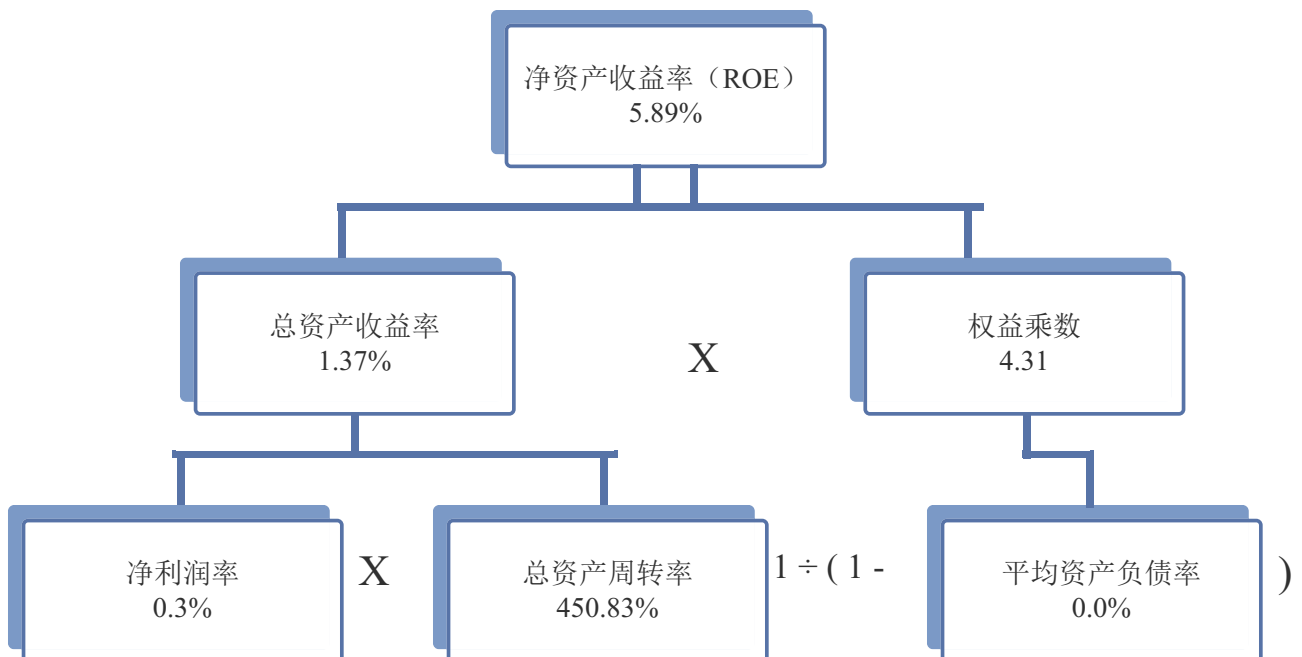 净资产收益率（ROE）
5.89%
总资产收益率
1.37%
X
权益乘数
4.31
净利润率
0.3%
X
总资产周转率
450.83%
1 ÷ ( 1 -
平均资产负债率
0.0%
)